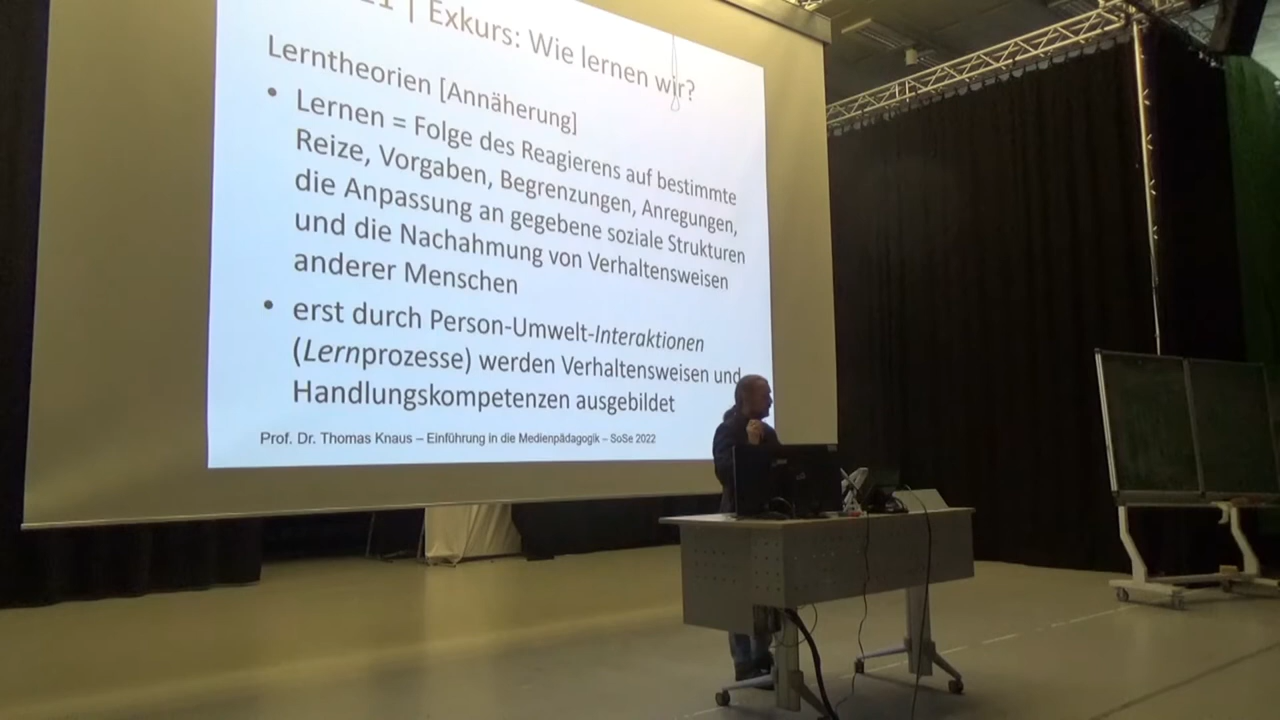 | Exkurs: Wie lernen wir?
Lerntheorien [Annäherung]
• Lernen = Folge des Reagierens auf bestimmte
Reize, Vorgaben, Begrenzungen, Anregungen,
die Anpassung an gegebene soziale Strukturen
und die Nachahmung von Verhaltensweisen
anderer Menschen
• erst durch Person-Umwelt-Interaktionen
(Lernprozesse) werden Verhaltensweisen und
Handlungskompetenzen ausgebildet
Prof. Dr. Thomas Knaus – Einführung in die Medienpädagogik – SoSe 2022